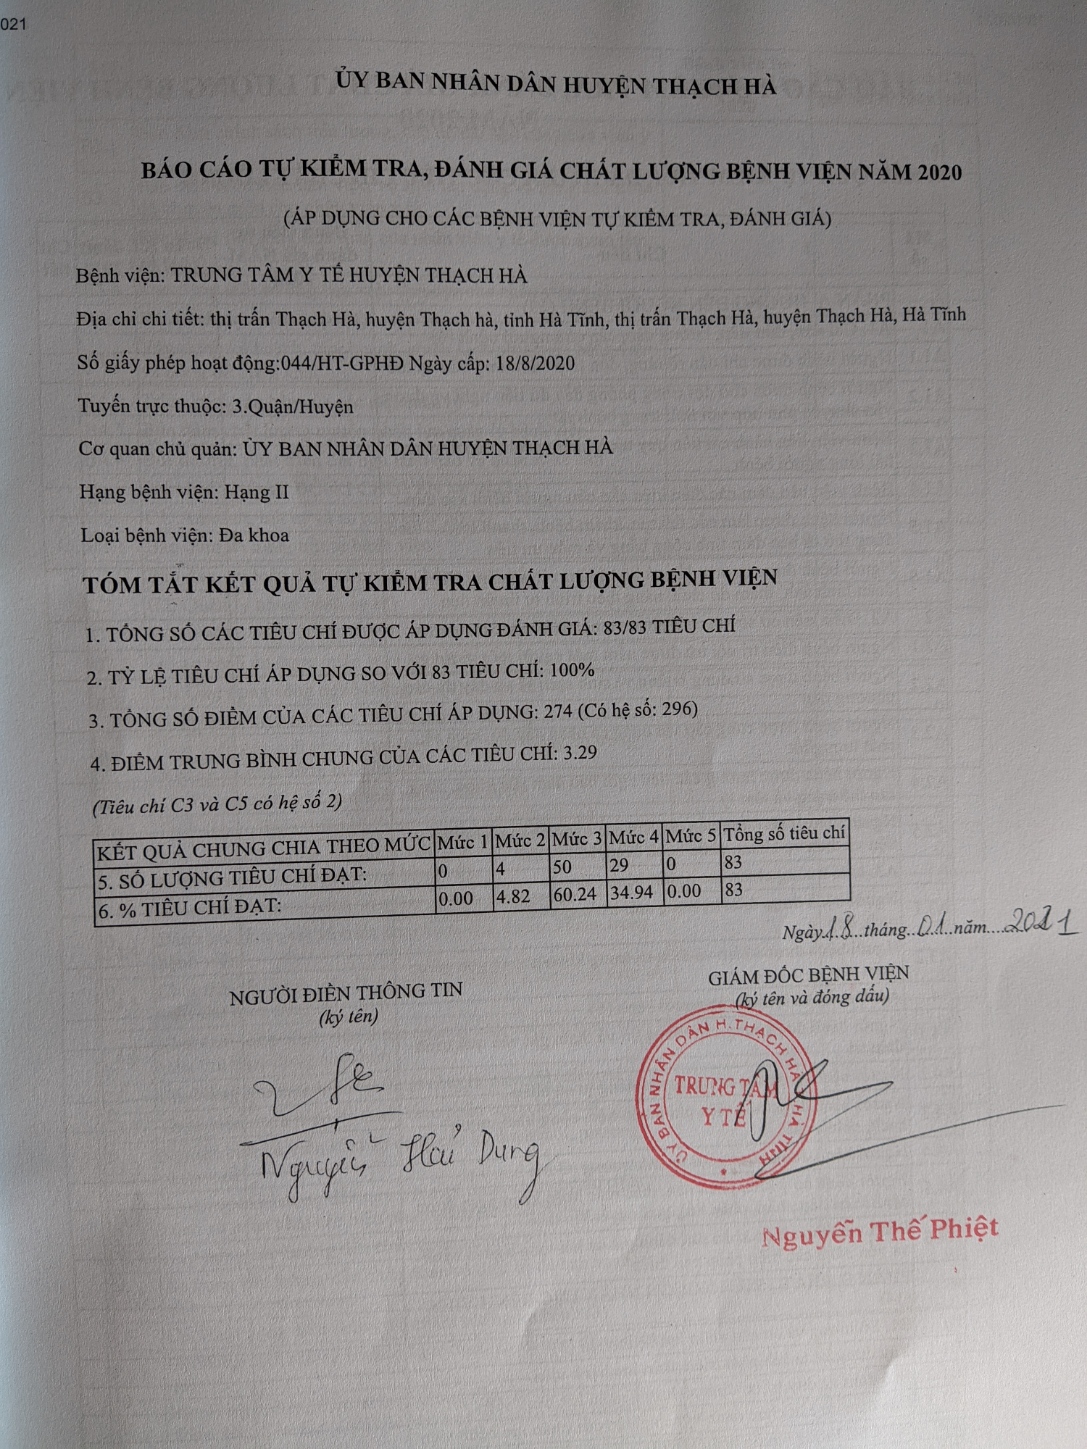 021
ỦY BAN NHÂN DÂN HUYỆN THẠCH HÀ
BÁO CÁO TỰ KIỂM TRA, ĐÁNH GIÁ CHẤT LƯỢNG BỆNH VIỆN NĂM 2020
(ÁP DỤNG CHO CÁC BỆNH VIỆN TỰ KIỂM TRA, ĐÁNH GIÁ)
Bệnh viện: TRUNG TÂM Y TẾ HUYỆN THẠCH HÀ
Địa chỉ chi tiết: thị trấn Thạch Hà, huyện Thạch hà, tỉnh Hà Tĩnh, thị trấn Thạch Hà, huyện Thạch Hà, Hà Tĩnh
Số giấy phép hoạt động:044/HT-GPHĐ Ngày cấp: 18/8/2020
Tuyến trực thuộc: 3.Quận/Huyện
Cơ quan chủ quản: ỦY BAN NHÂN DÂN HUYỆN THẠCH HÀ
Hạng bệnh viện: Hạng II
Loại bệnh viện: Đa khoa
TÓM TẮT KẾT QUẢ TỰ KIỂM TRA CHẤT LƯỢNG BỆNH VIỆN
1. TỔNG SỐ CÁC TIÊU CHÍ ĐƯỢC ÁP DỤNG ĐÁNH GIÁ: 83/83 TIÊU CHÍ
2. TỶ LỆ TIÊU CHÍ ÁP DỤNG SO VỚI 83 TIÊU CHÍ: 100%
3. TỔNG SỐ ĐIỂM CỦA CÁC TIÊU CHÍ ÁP DỤNG: 274 (Có hệ số: 296)
4. ĐIỂM TRUNG BÌNH CHUNG CỦA CÁC TIÊU CHÍ: 3.29
(Tiêu chí C3 và C5 có hệ số 2)
KẾT QUẢ CHUNG CHIA THEO MỨC Mức 1 Mức 2 Mức 3 Mức 4 Mức 5 Tổng số tiêu chí
5. SỐ LƯỢNG TIÊU CHÍ ĐẠT: 0 4 50 29 0 83
6. % TIÊU CHÍ ĐẠT: 0.00 4.82 60.24 34.94 0.00 83
Ngày 18 tháng 01 năm 2021
NGƯỜI ĐIỀN THÔNG TIN
(ký tên)
GIÁM ĐỐC BỆNH VIỆN
(ký tên và đóng dấu)
ỦY BAN NHÂN DÂN H.THẠCH HÀ HÀ TĨNH
TRUNG TÂM
Y TẾ
Nguyễn Hải Dung
Nguyễn Thế Phiệt